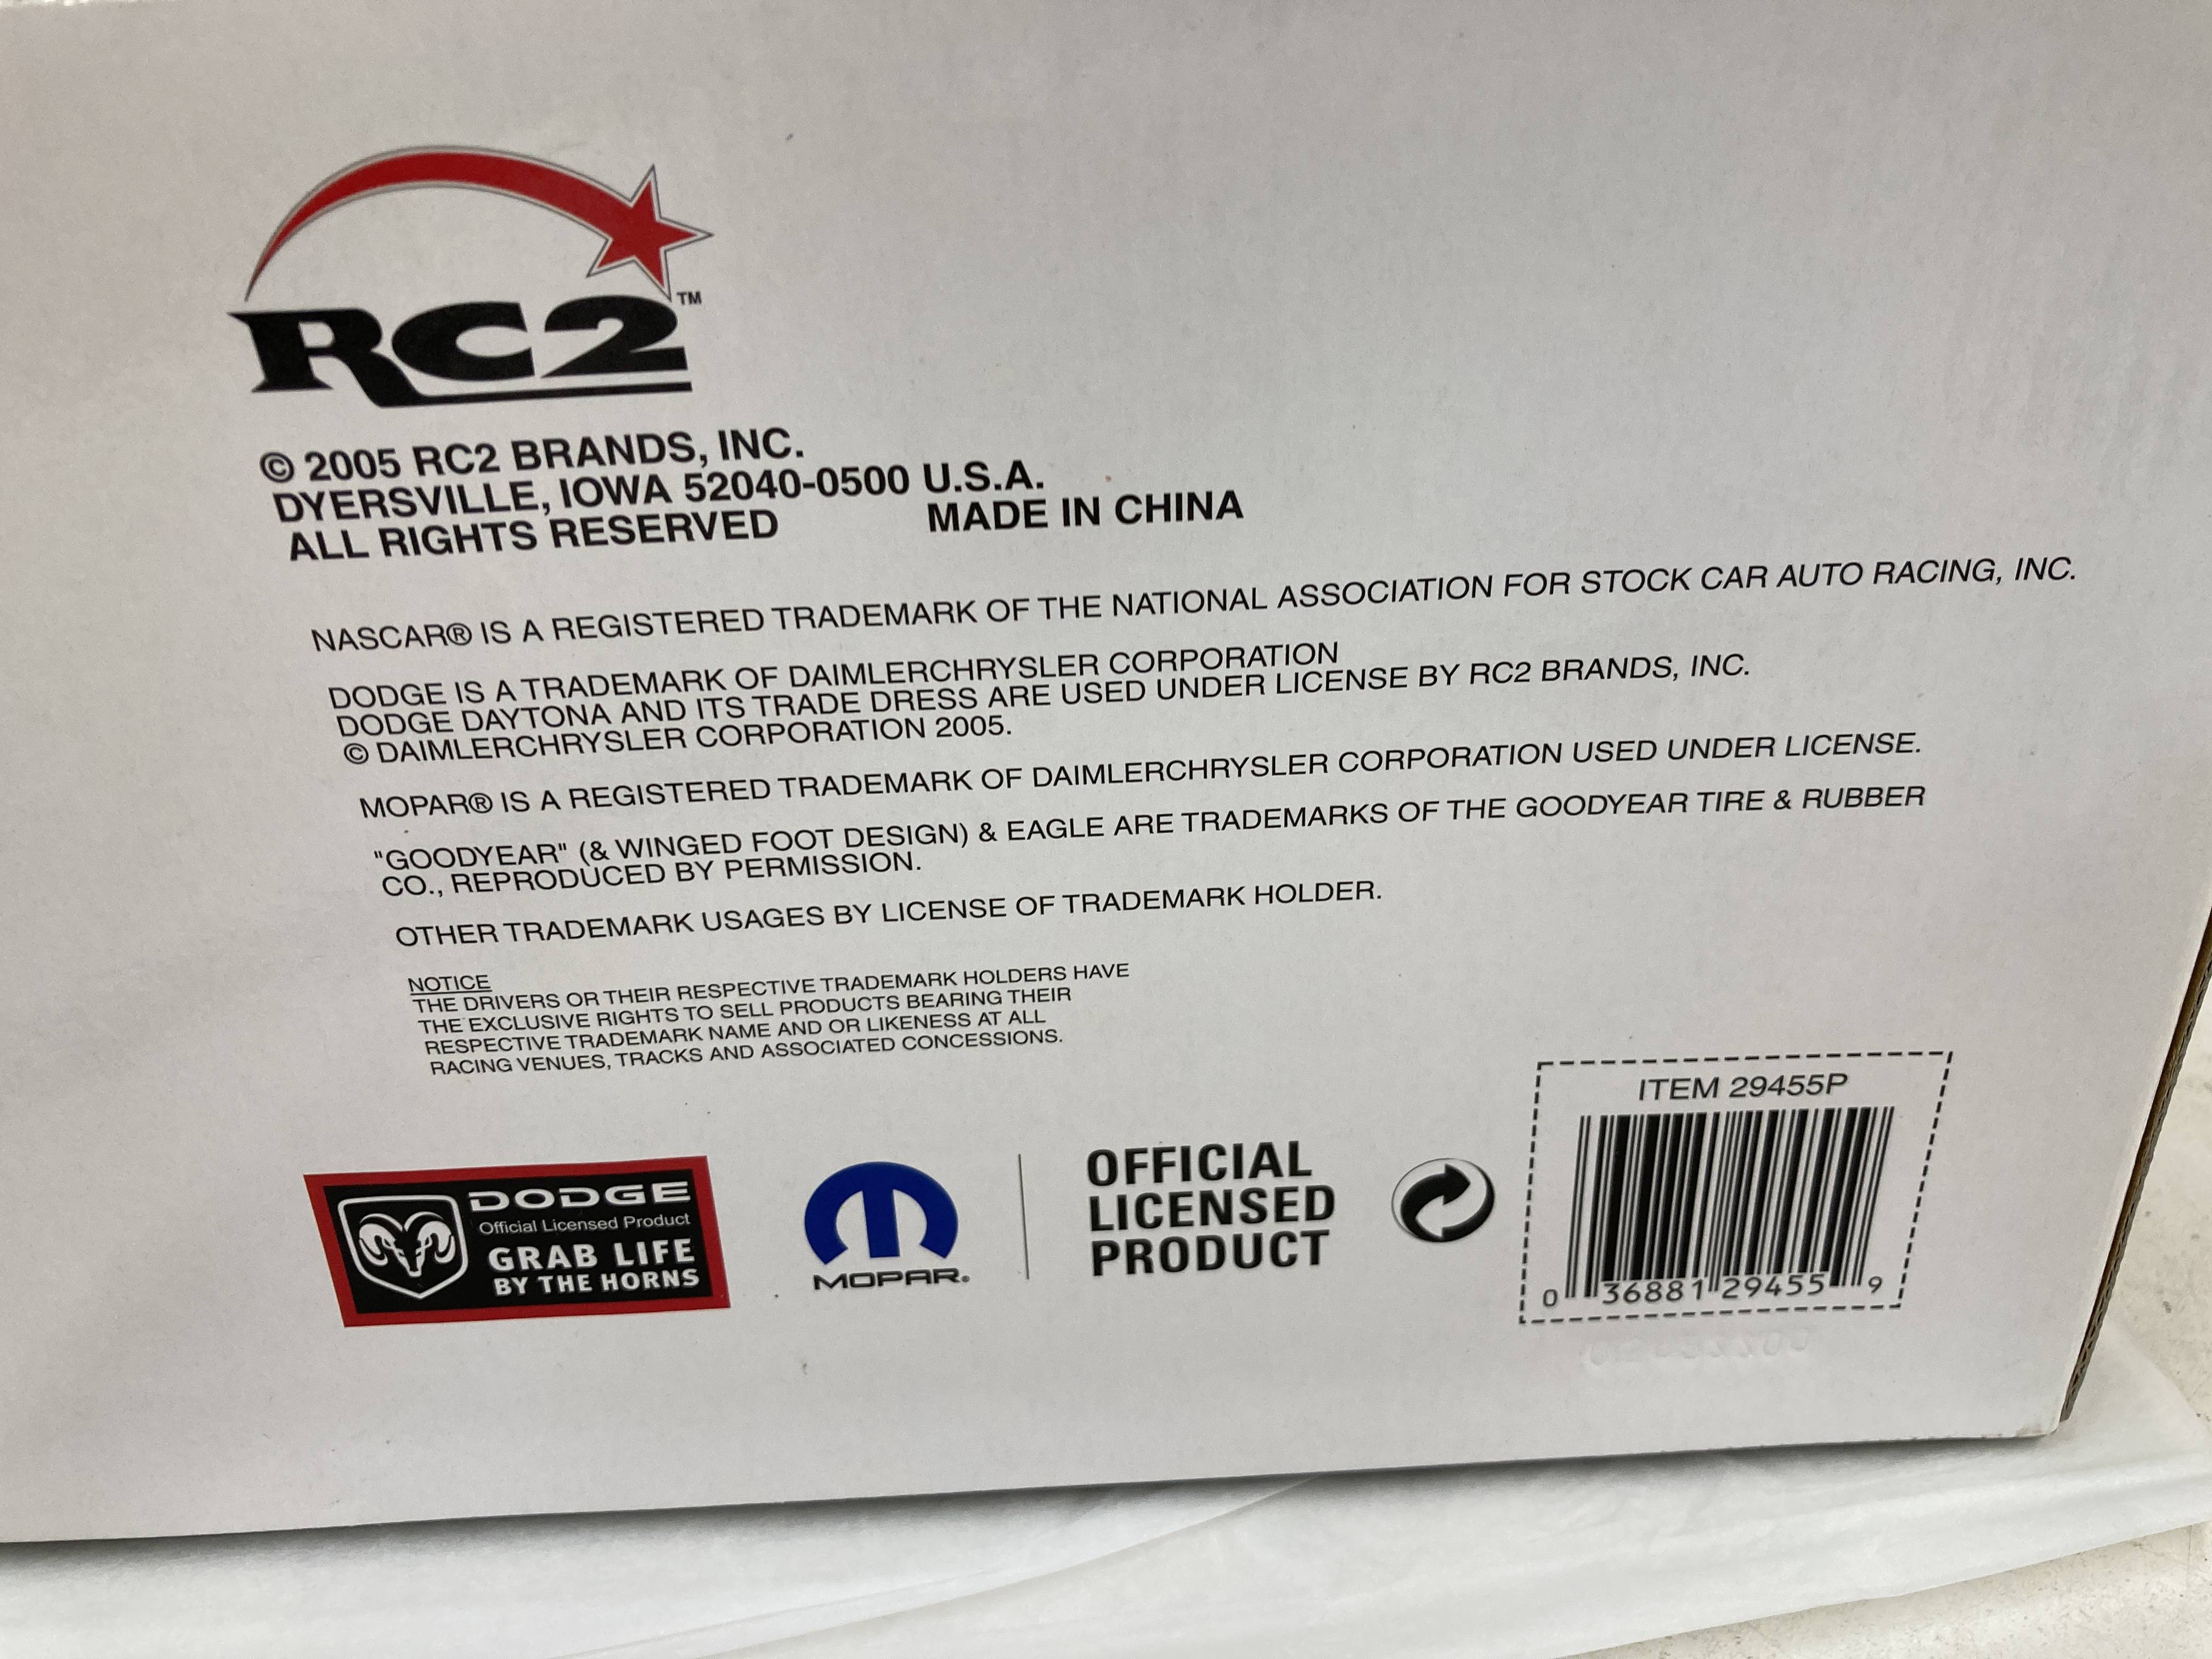 RC2™
© 2005 RC2 BRANDS, INC.
DYERSVILLE, IOWA 52040-0500 U.S.A.
ALL RIGHTS RESERVED MADE IN CHINA
NASCAR® IS A REGISTERED TRADEMARK OF THE NATIONAL ASSOCIATION FOR STOCK CAR AUTO RACING, INC.
DODGE IS A TRADEMARK OF DAIMLERCHRYSLER CORPORATION
DODGE DAYTONA AND ITS TRADE DRESS ARE USED UNDER LICENSE BY RC2 BRANDS, INC.
© DAIMLERCHRYSLER CORPORATION 2005.
MOPAR® IS A REGISTERED TRADEMARK OF DAIMLERCHRYSLER CORPORATION USED UNDER LICENSE.
"GOODYEAR" (& WINGED FOOT DESIGN) & EAGLE ARE TRADEMARKS OF THE GOODYEAR TIRE & RUBBER
CO., REPRODUCED BY PERMISSION.
OTHER TRADEMARK USAGES BY LICENSE OF TRADEMARK HOLDER.
NOTICE
THE DRIVERS OR THEIR RESPECTIVE TRADEMARK HOLDERS HAVE
THE EXCLUSIVE RIGHTS TO SELL PRODUCTS BEARING THEIR
RESPECTIVE TRADEMARK NAME AND OR LIKENESS AT ALL
RACING VENUES, TRACKS AND ASSOCIATED CONCESSIONS.
DODGE
Official Licensed Product
GRAB LIFE
BY THE HORNS
MOPAR®
OFFICIAL
LICENSED
PRODUCT
ITEM 29455P
0 36881 29455 9